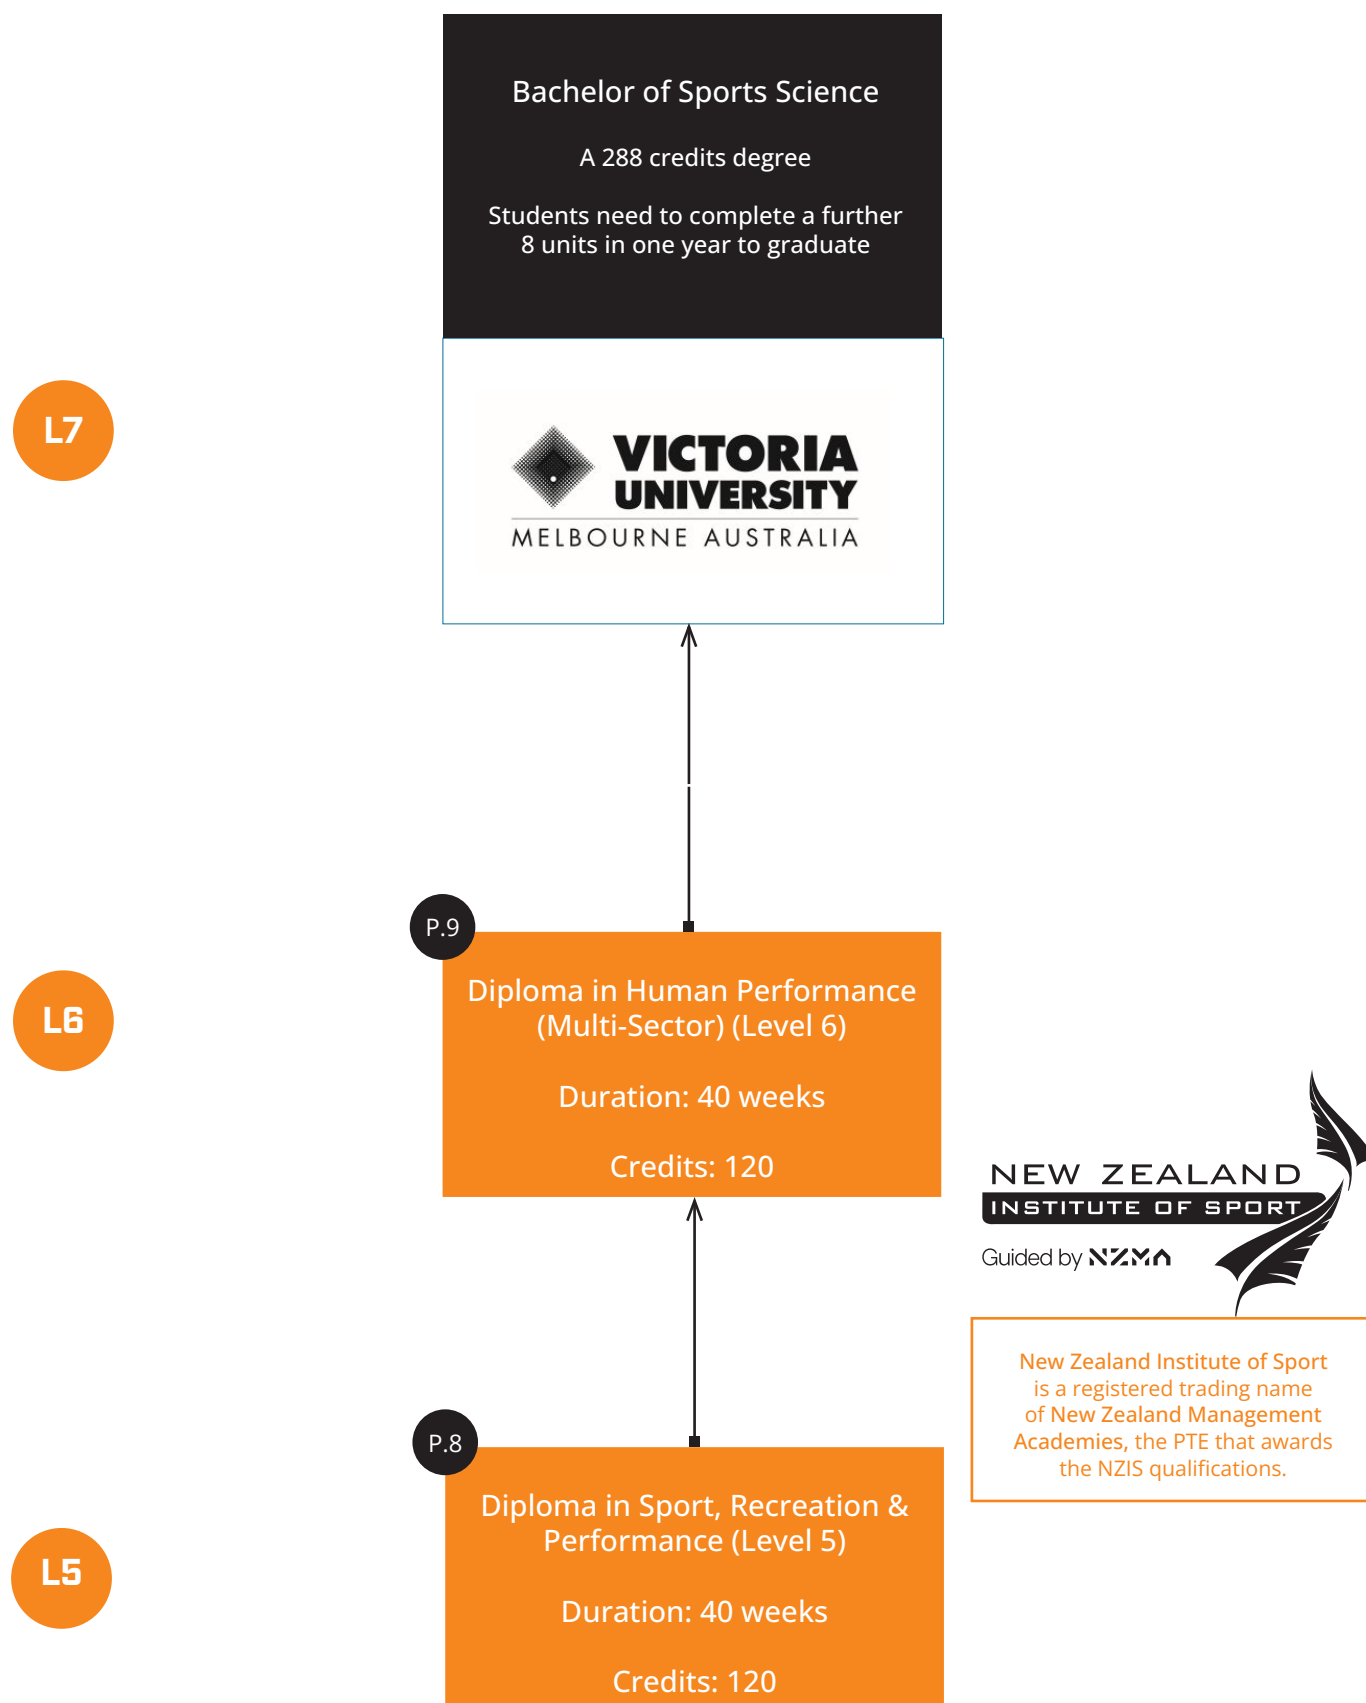 Bachelor of Sports Science
A 288 credits degree
Students need to complete a further
8 units in one year to graduate
L7
VICTORIA
UNIVERSITY
MELBOURNE AUSTRALIA
P.9
L6
Diploma in Human Performance
(Multi-Sector) (Level 6)
Duration: 40 weeks
Credits: 120
NEW ZEALAND
INSTITUTE OF SPORT
Guided by NZMA
New Zealand Institute of Sport
is a registered trading name
of New Zealand Management
Academies, the PTE that awards
the NZIS qualifications.
P.8
L5
Diploma in Sport, Recreation &
Performance (Level 5)
Duration: 40 weeks
Credits: 120